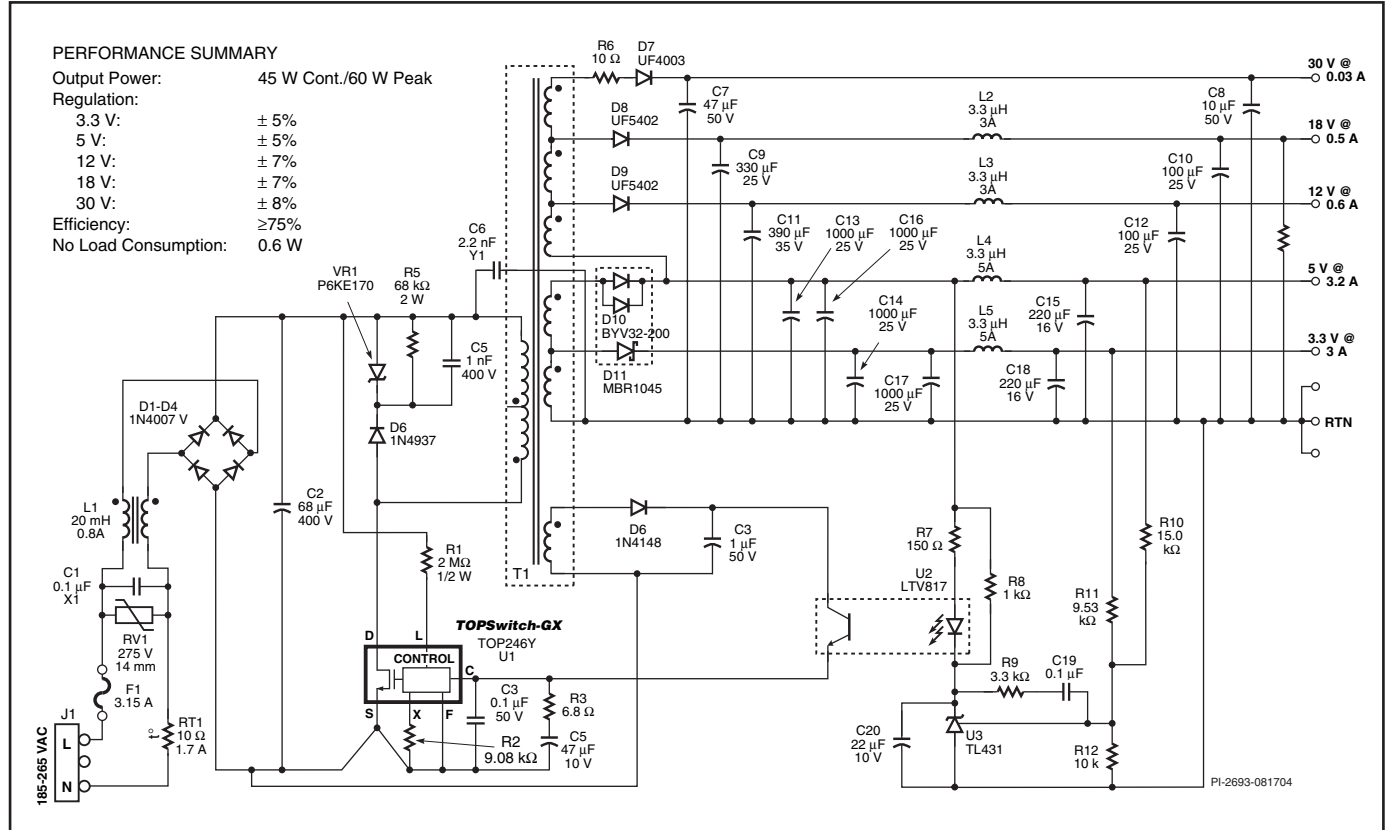 PERFORMANCE SUMMARY
Output Power: 45 W Cont./60 W Peak
Regulation:
3.3 V: ± 5%
5 V: ± 5%
12 V: ± 7%
18 V: ± 7%
30 V: ± 8%
Efficiency: ≥75%
No Load Consumption: 0.6 W
R6
10 Ω
D7
UF4003
C7
47 µF
50 V
L2
3.3 µH
3A
C8
10 µF
50 V
30 V @
0.03 A
D8
UF5402
18 V @
0.5 A
C9
330 µF
25 V
L3
3.3 µH
3A
C10
100 µF
25 V
D9
UF5402
12 V @
0.6 A
C6
2.2 nF
Y1
C11
390 µF
35 V
C13
1000 µF
25 V
C16
1000 µF
25 V
L4
3.3 µH
5A
C12
100 µF
25 V
VR1
P6KE170
R5
68 kΩ
2 W
5 V @
3.2 A
C5
1 nF
400 V
D10
BYV32-200
C14
1000 µF
25 V
L5
3.3 µH
5A
C15
220 µF
16 V
3.3 V @
3 A
D11
MBR1045
C17
1000 µF
25 V
C18
220 µF
16 V
D1-D4
1N4007 V
D6
1N4937
RTN
L1
20 mH
0.8A
C2
68 µF
400 V
R1
2 MΩ
1/2 W
T1
D6
1N4148
C3
1 µF
50 V
R7
150 Ω
R10
15.0
kΩ
U2
LTV817
R8
1 kΩ
R11
9.53
kΩ
C1
0.1 µF
X1
RV1
275 V
14 mm
F1
3.15 A
J1
L
N
185-265 VAC
t°
RT1
10 Ω
1.7 A
TOPSwitch-GX
TOP246Y
U1
D
L
CONTROL
C
S
X
F
R2
9.08 kΩ
C3
0.1 µF
50 V
R3
6.8 Ω
C5
47 µF
10 V
R9
3.3 kΩ
C19
0.1 µF
C20
22 µF
10 V
U3
TL431
R12
10 k
PI-2693-081704